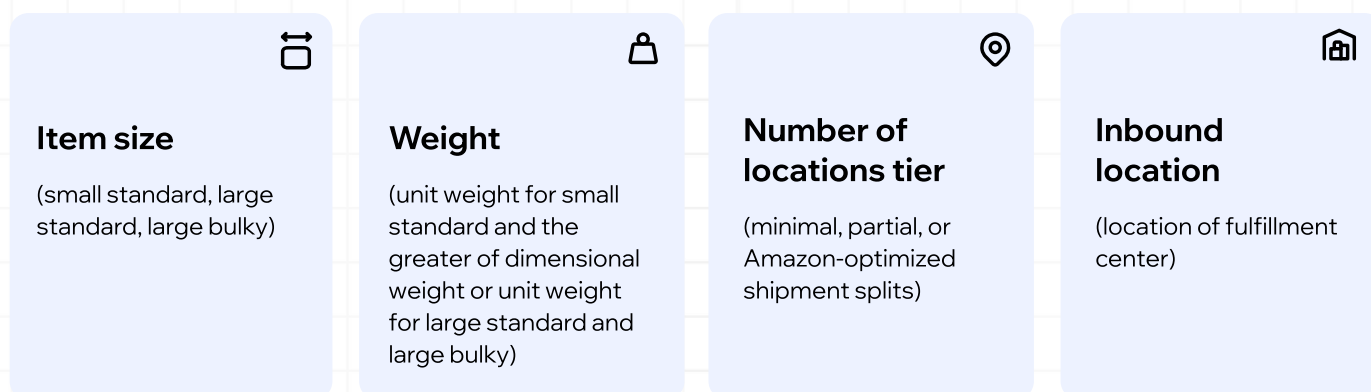 Item size
(small standard, large
standard, large bulky)
Weight
(unit weight for small
standard and the
greater of dimensional
weight or unit weight
for large standard and
large bulky)
Number of
locations tier
(minimal, partial, or
Amazon-optimized
shipment splits)
Inbound
location
(location of fulfillment
center)